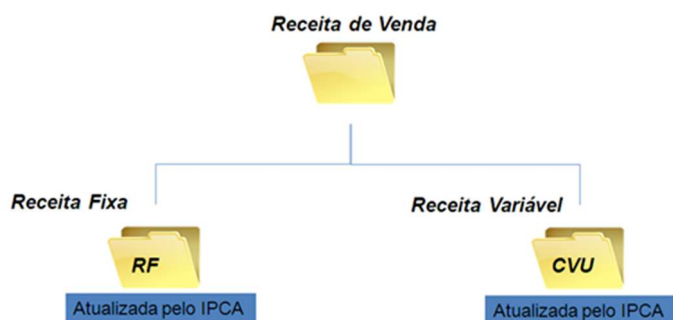 Receita de Venda
Receita Fixa
Receita Variável
RF
CVU
Atualizada pelo IPCA
Atualizada pelo IPCA